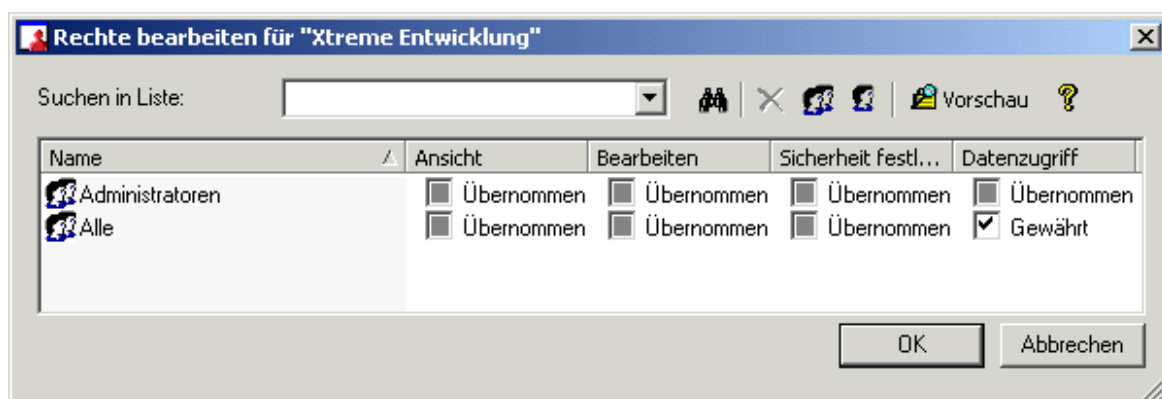 Rechte bearbeiten für "Xtreme Entwicklung"
Suchen in Liste:
Vorschau
Name Ansicht Bearbeiten Sicherheit festl... Datenzugriff
Administratoren Übernommen Übernommen Übernommen Übernommen
Alle Übernommen Übernommen Übernommen Gewährt
OK Abbrechen